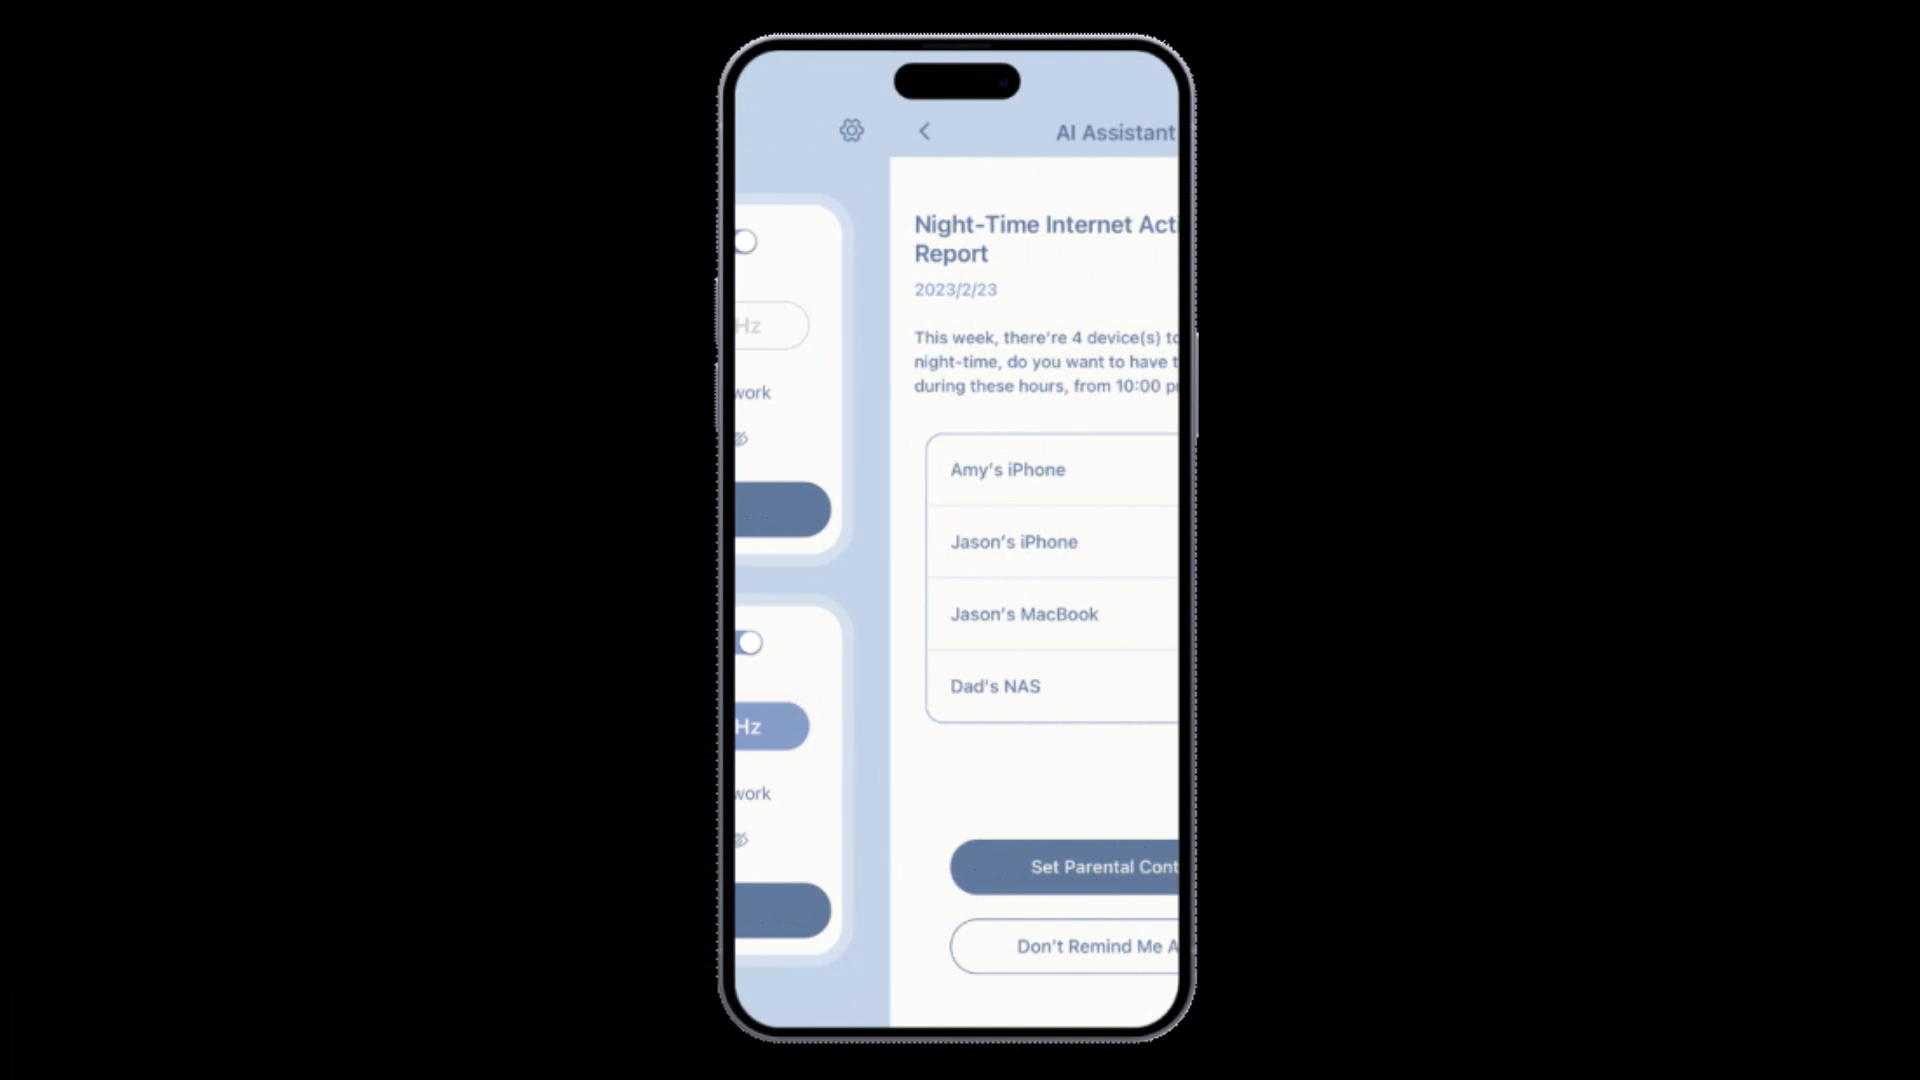 AI Assistant
Hz
work
Hz
work
Night-Time Internet Acti
Report
2023/2/23
This week, there're 4 device(s) to
night-time, do you want to have t
during these hours, from 10:00 p
Amy's iPhone
Jason's iPhone
Jason's MacBook
Dad's NAS
Set Parental Cont
Don't Remind Me A